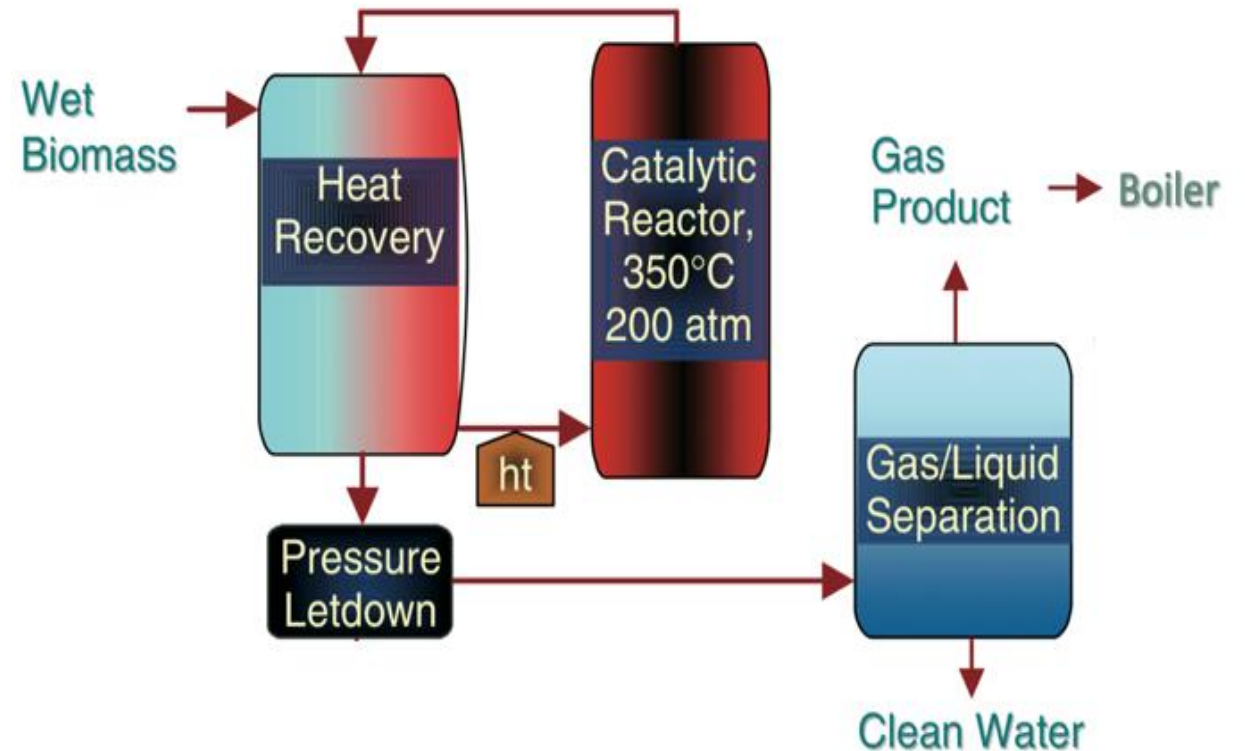 Wet
Biomass
Heat
Recovery
Catalytic
Reactor,
350°C
200 atm
Gas
Product
Boiler
ht
Pressure
Letdown
Gas/Liquid
Separation
Clean Water